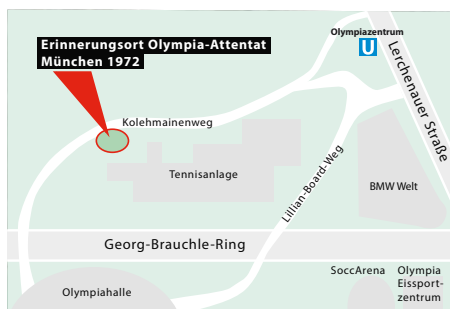 Olympiazentrum
U
Erinnerungsort Olympia-Attentat
München 1972
Lerchenauer Straße
Kolehmainenweg
Tennisanlage
Lillian-Board-Weg
BMW Welt
Georg-Brauchle-Ring
SoccArena
Olympia
Eissport-
zentrum
Olympiahalle